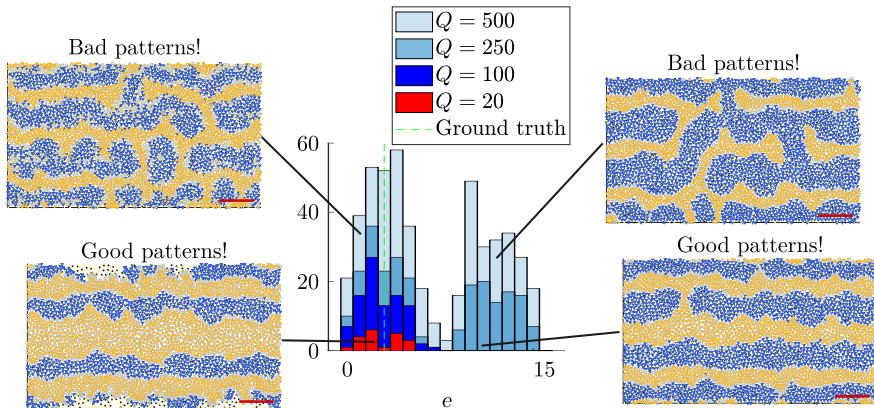 Q = 500
Q = 250
Q = 100
Q = 20
Ground truth
Bad patterns!
Bad patterns!
60
40
20
0
0
15
e
Good patterns!
Good patterns!